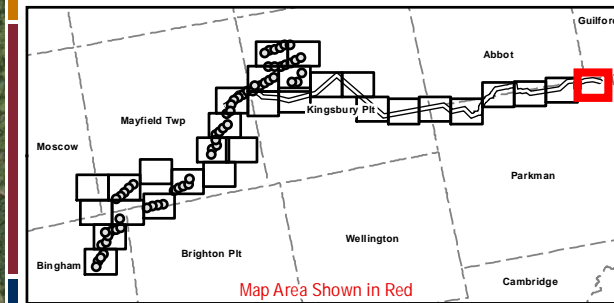 Guilford
Abbot
Kingsbury Plt
Mayfield Twp
Moscow
Parkman
Wellington
Brighton Plt
Bingham
Cambridge
Map Area Shown in Red